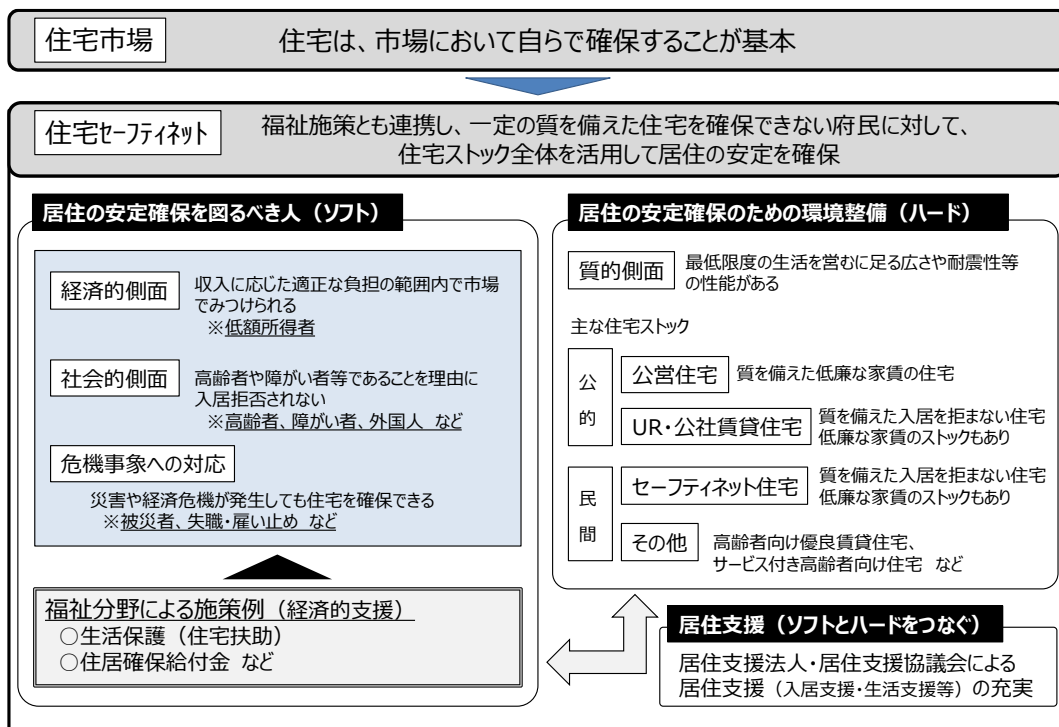 住宅市場
住宅は、市場において自らで確保することが基本
住宅セーフティネット
福祉施策とも連携し、一定の質を備えた住宅を確保できない府民に対して、
住宅ストック全体を活用して居住の安定を確保
居住の安定確保を図るべき人（ソフト）
経済的側面
収入に応じた適正な負担の範囲内で市場
でみつけられる
※低額所得者
社会的側面
高齢者や障がい者等であることを理由に
入居拒否されない
※高齢者、障がい者、外国人 など
危機事象への対応
災害や経済危機が発生しても住宅を確保できる
※被災者、失職・雇い止め など
福祉分野による施策例（経済的支援）
○生活保護（住宅扶助）
○住居確保給付金 など
居住の安定確保のための環境整備（ハード）
質的側面
最低限度の生活を営むに足る広さや耐震性等
の性能がある
主な住宅ストック
公的
公営住宅
質を備えた低廉な家賃の住宅
UR・公社賃貸住宅
質を備えた入居を拒まない住宅
低廉な家賃のストックもあり
民間
セーフティネット住宅
質を備えた入居を拒まない住宅
低廉な家賃のストックもあり
その他
高齢者向け優良賃貸住宅、
サービス付き高齢者向け住宅 など
居住支援（ソフトとハードをつなぐ）
居住支援法人・居住支援協議会による
居住支援（入居支援・生活支援等）の充実